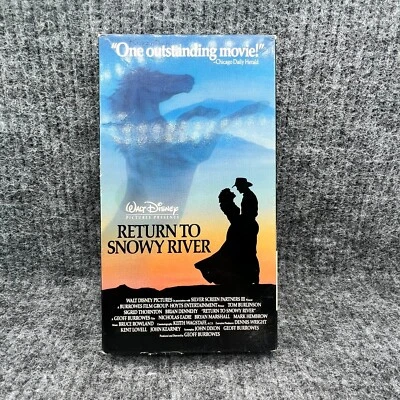 "One outstanding movie!"
-Chicago Daily Herald
WALT DISNEY
PICTURES PRESENTS
RETURN TO
SNOWY RIVER
WALT DISNEY PICTURES SILVER SCREEN PARTNERS III
A BURROWES FILM GROUP HOYTS ENTERTAINMENT TOM BURLINSON
SIGRID THORNTON BRIAN DENNEHY "RETURN TO SNOWY RIVER"
GEOFF BURROWES NICHOLAS EADIE BRYAN MARSHALL MARK HEMBROW
BRUCE ROWLAND KEITH WAGSTAFF DENNIS WRIGHT
KENT LOVELL JOHN KEARNEY JOHN DIXON GEOFF BURROWES
GEOFF BURROWES